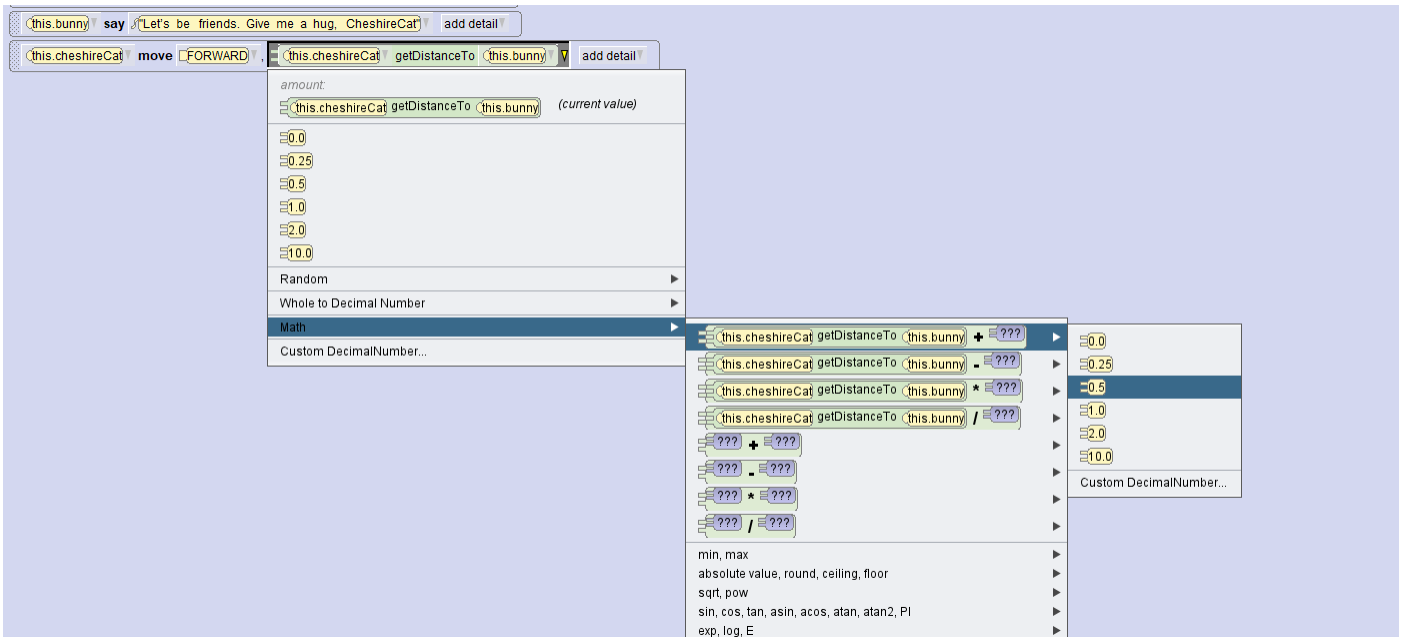 this.bunny say "Let's be friends. Give me a hug, CheshireCat" add detail
this.cheshireCat move FORWARD , this.cheshireCat getDistanceTo this.bunny add detail
amount:
this.cheshireCat getDistanceTo this.bunny (current value)
0.0
0.25
0.5
1.0
2.0
10.0
Random
Whole to Decimal Number
Math
Custom DecimalNumber...
this.cheshireCat getDistanceTo this.bunny + ???
this.cheshireCat getDistanceTo this.bunny - ???
this.cheshireCat getDistanceTo this.bunny * ???
this.cheshireCat getDistanceTo this.bunny / ???
??? + ???
??? - ???
??? * ???
??? / ???
min, max
absolute value, round, ceiling, floor
sqrt, pow
sin, cos, tan, asin, acos, atan, atan2, PI
exp, log, E
0.0
0.25
0.5
1.0
2.0
10.0
Custom DecimalNumber...